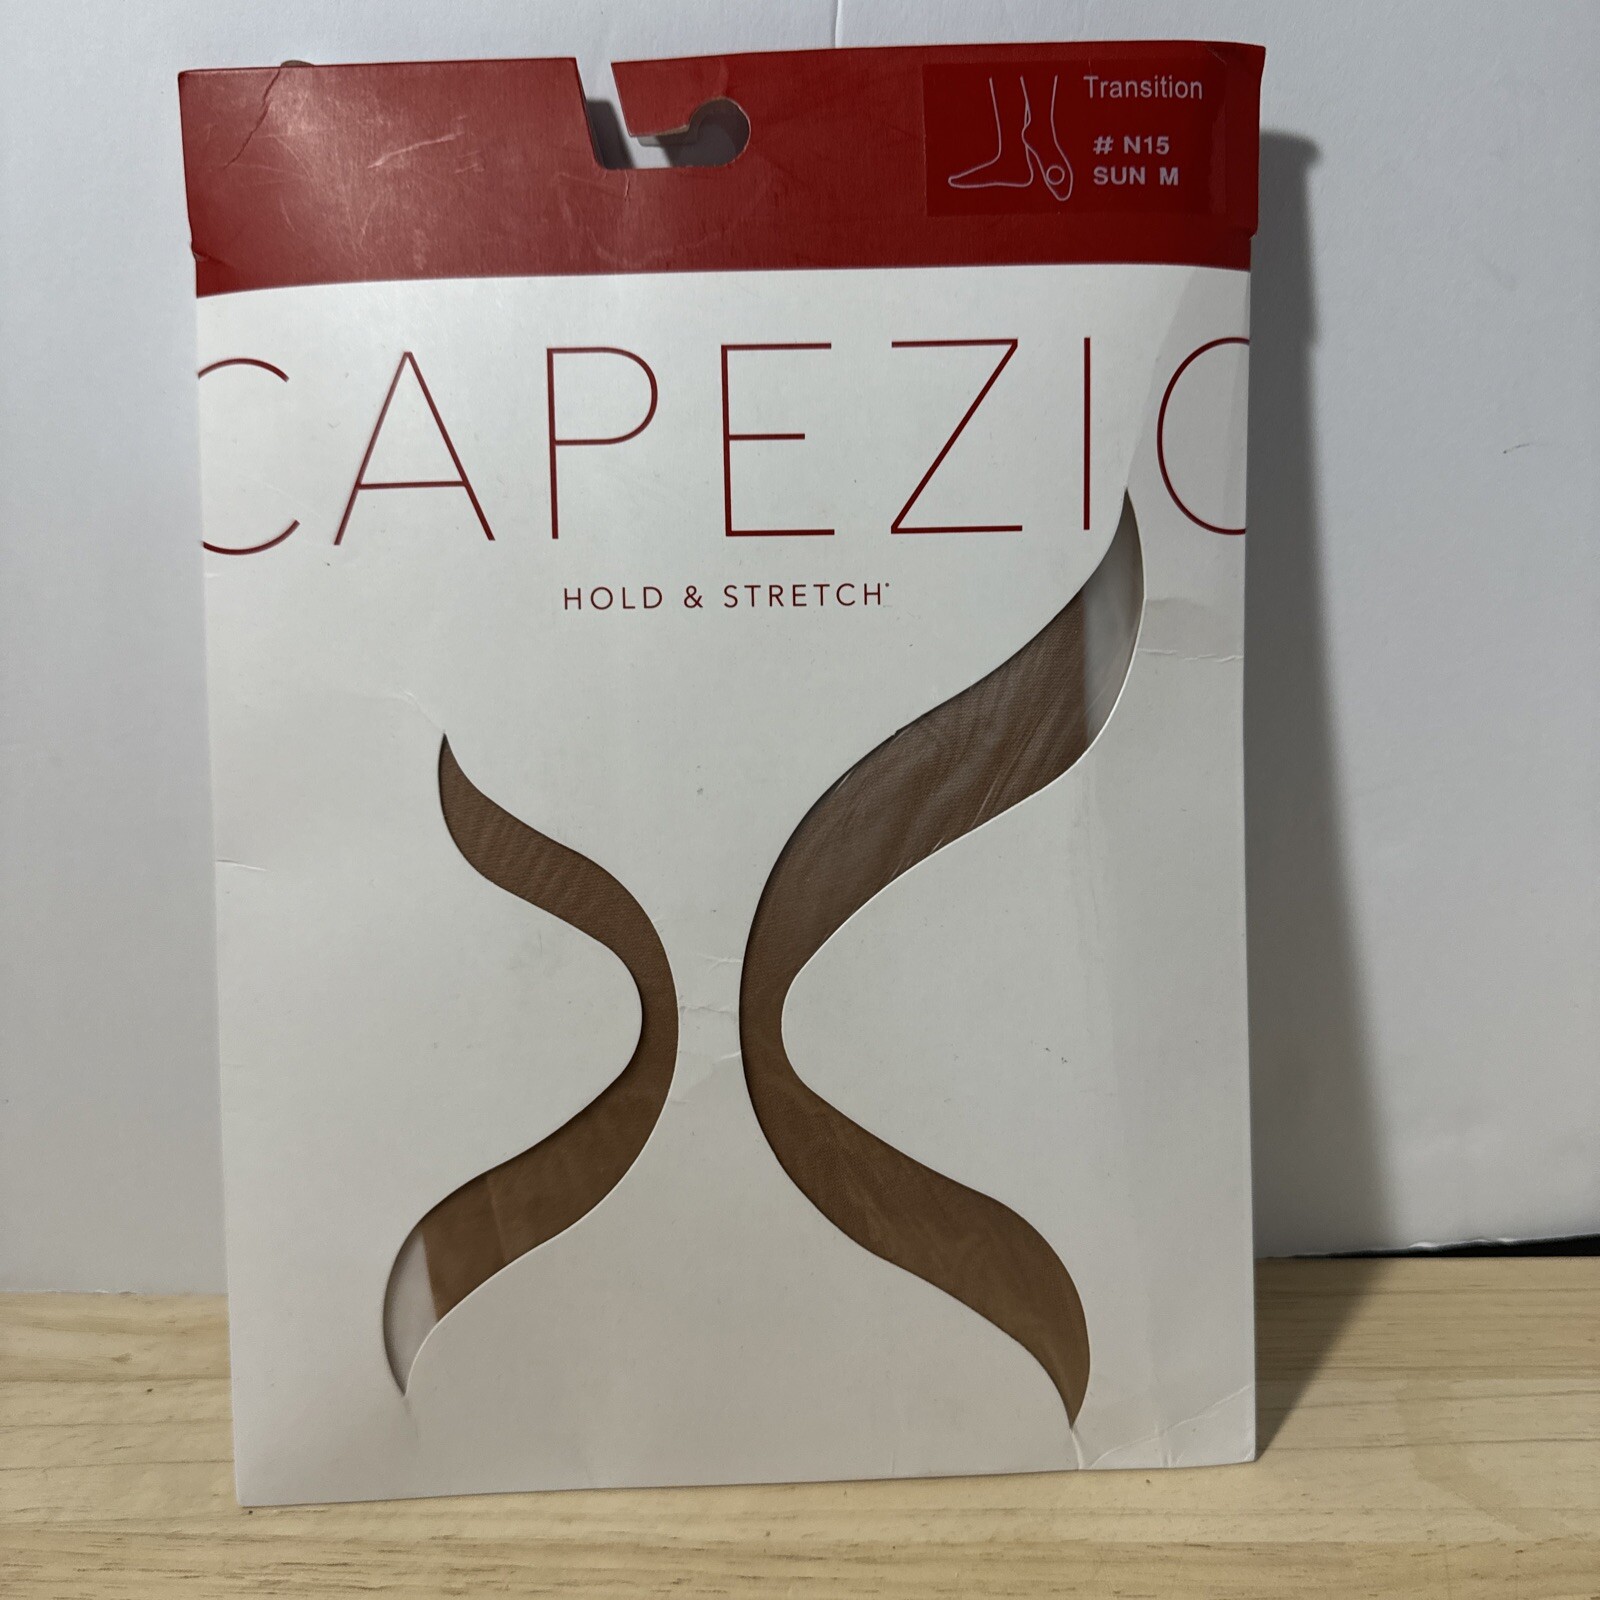 Transition
# N15
SUN M
CAPEZIO
HOLD & STRETCH®